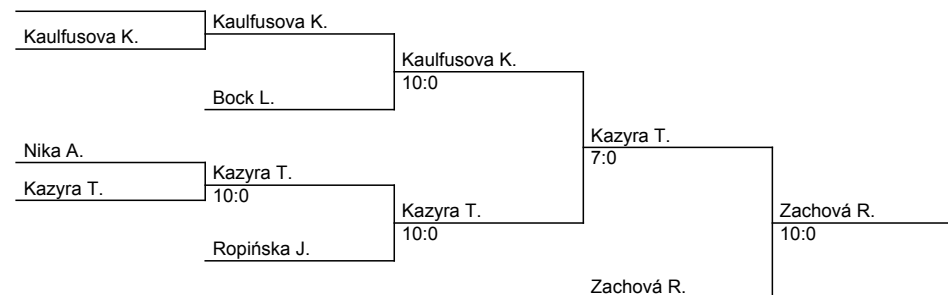 Kaulfusova K.
Kaulfusova K.
Kaulfusova K.
10:0
Bock L.
Kazyra T.
7:0
Nika A.
Kazyra T.
10:0
Kazyra T.
Kazyra T.
10:0
Zachová R.
10:0
Ropińska J.
Zachová R.